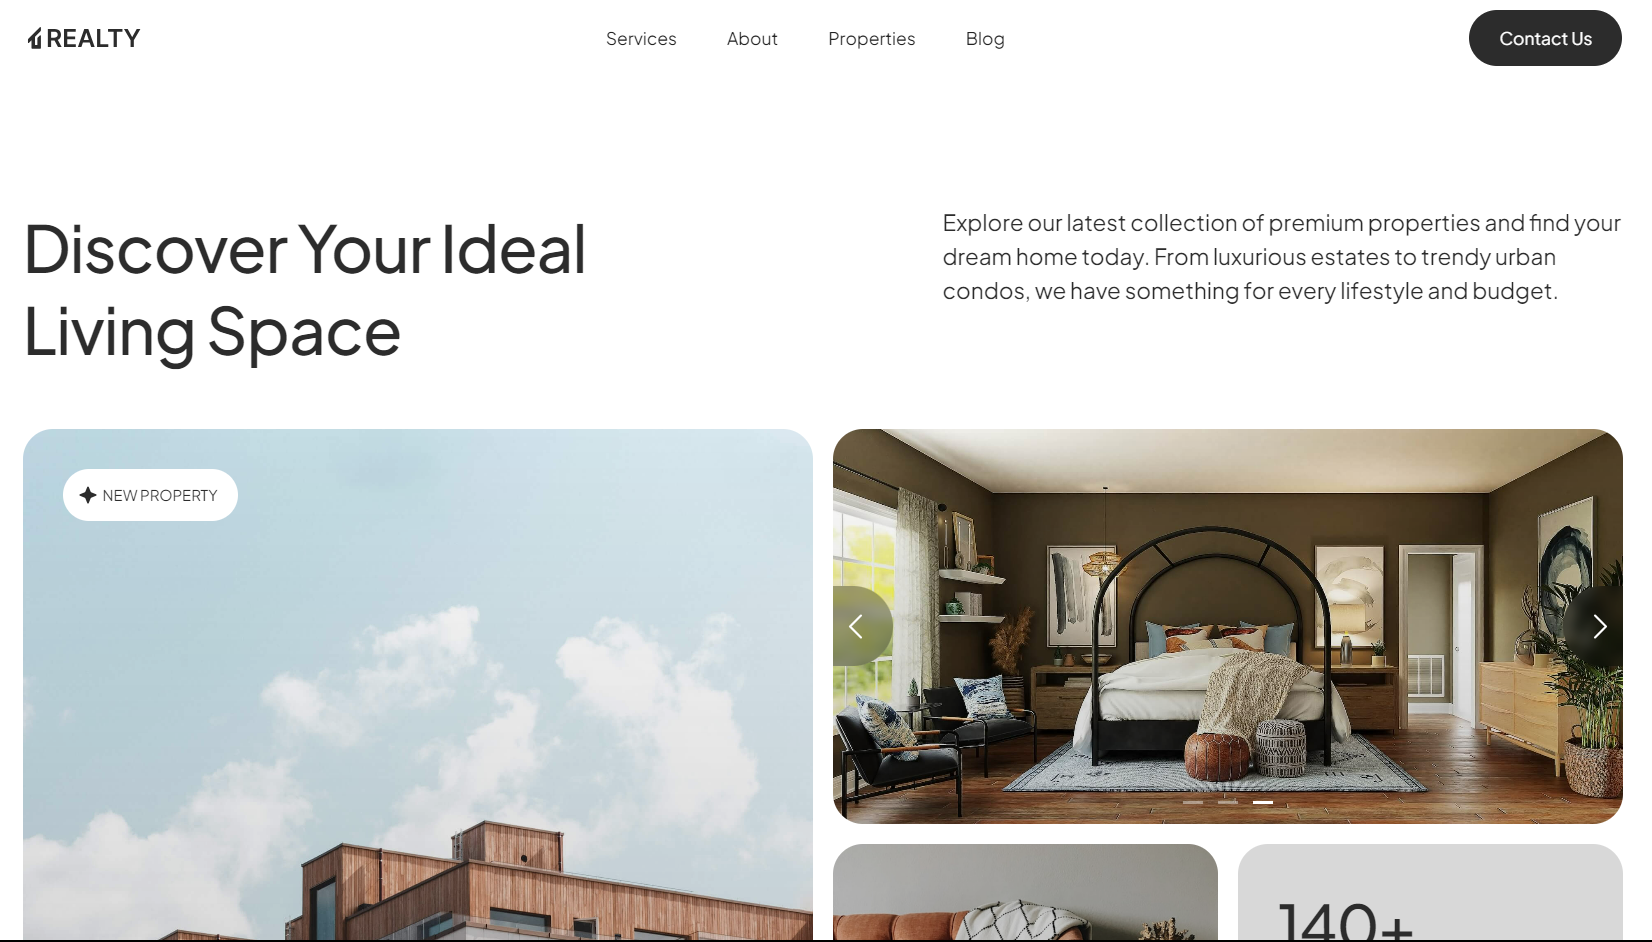 REALTY
Services
About
Properties
Blog
Contact Us
Discover Your Ideal
Living Space
Explore our latest collection of premium properties and find your
dream home today. From luxurious estates to trendy urban
condos, we have something for every lifestyle and budget.
NEW PROPERTY
140+